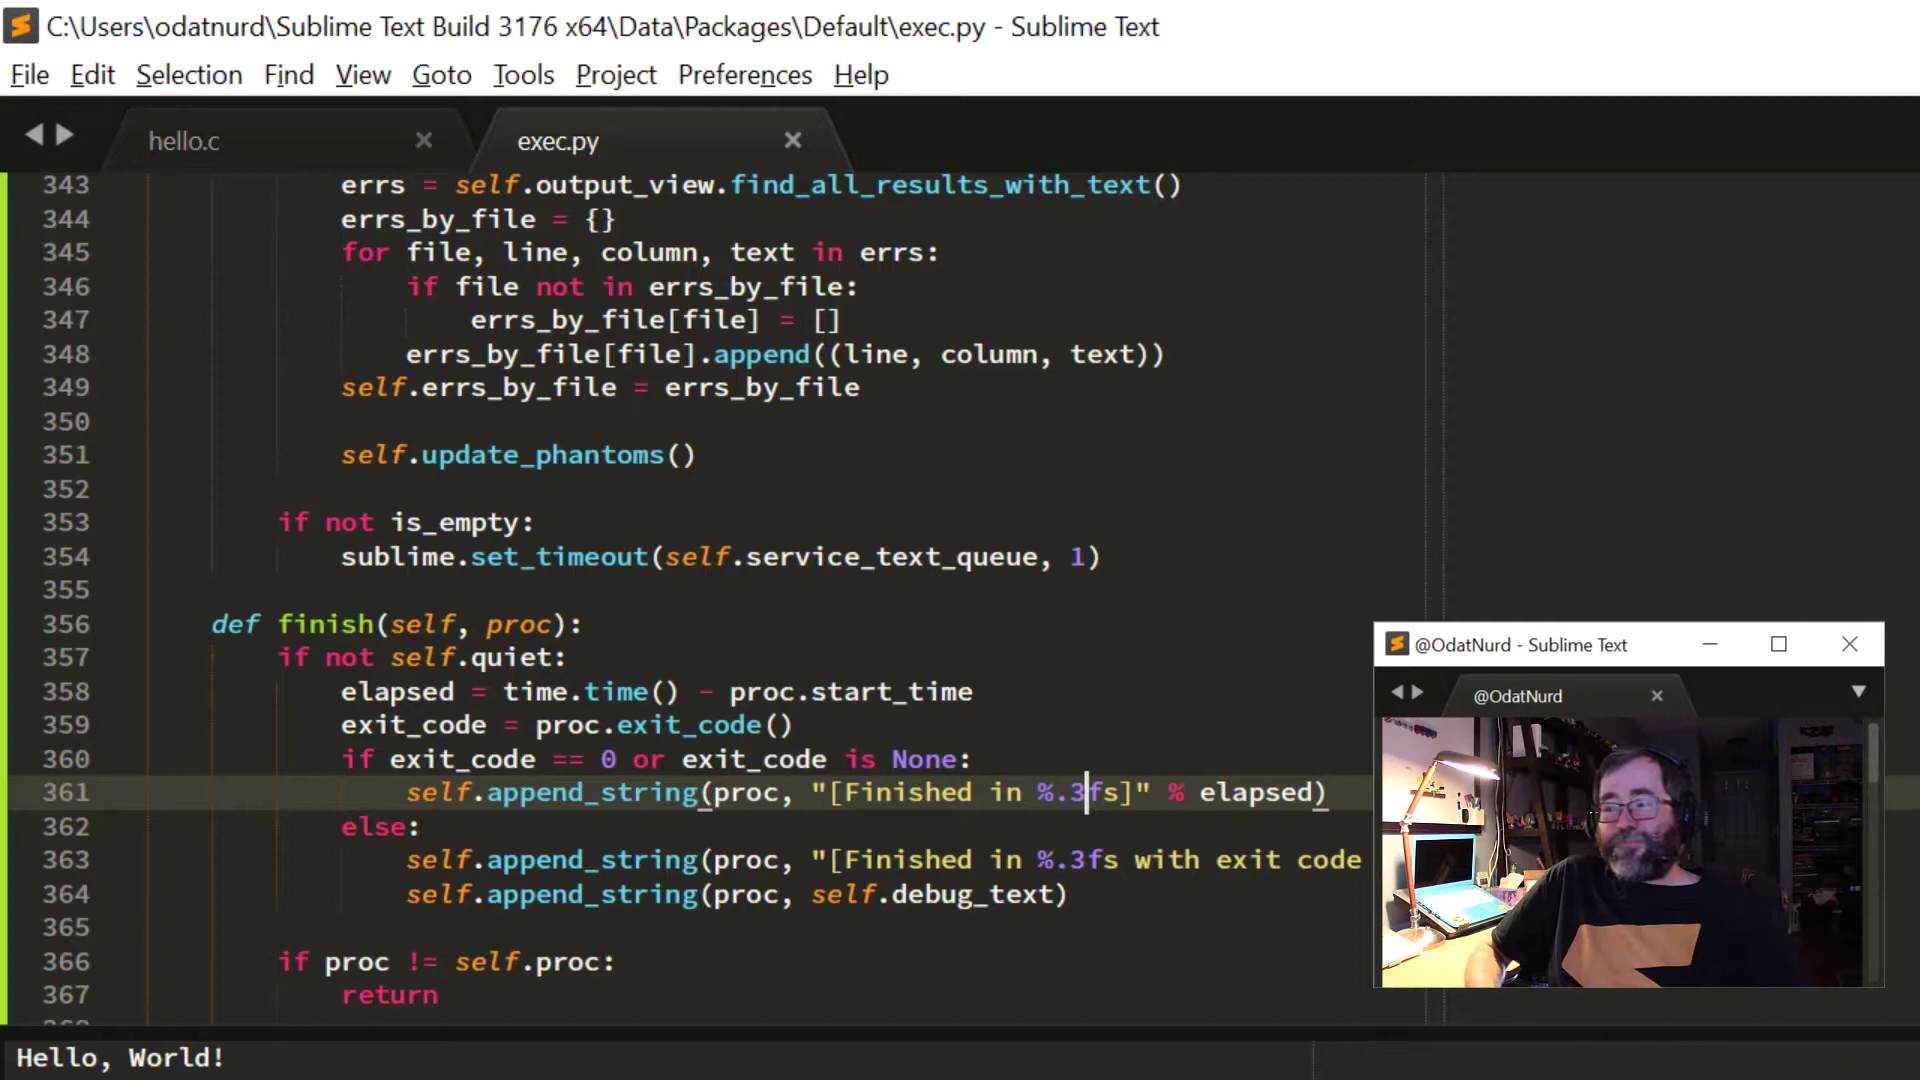 C:\Users\odatnurd\Sublime Text Build 3176 x64\Data\Packages\Default\exec.py - Sublime Text
File Edit Selection Find View Goto Tools Project Preferences Help
hello.c
exec.py
343 errs = self.output_view.find_all_results_with_text()
344 errs_by_file = {}
345 for file, line, column, text in errs:
346 if file not in errs_by_file:
347 errs_by_file[file] = []
348 errs_by_file[file].append((line, column, text))
349 self.errs_by_file = errs_by_file
350
351 self.update_phantoms()
352
353 if not is_empty:
354 sublime.set_timeout(self.service_text_queue, 1)
355
356 def finish(self, proc):
357 if not self.quiet:
358 elapsed = time.time() - proc.start_time
359 exit_code = proc.exit_code()
360 if exit_code == 0 or exit_code is None:
361 self.append_string(proc, "[Finished in %.3fs]" % elapsed)
362 else:
363 self.append_string(proc, "[Finished in %.3fs with exit code
364 self.append_string(proc, self.debug_text)
365
366 if proc != self.proc:
367 return
@OdatNurd - Sublime Text
@OdatNurd
Hello, World!